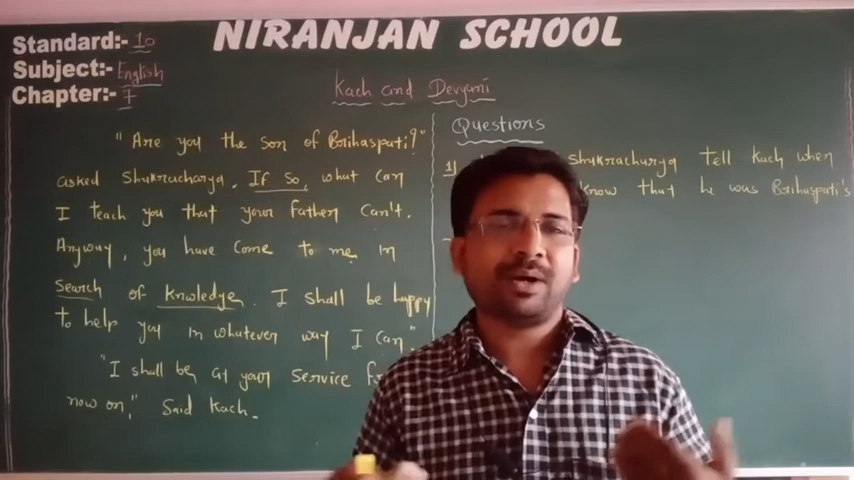 NIRANJAN SCHOOL
Standard:- 10
Subject:- English
Chapter:- 7
Kach and Devyani
"Are you the son of Brihaspati?"
asked Shukracharya. If so, what can
I teach you that your father can't.
Anyway, you have come to me in
search of knowledge. I shall be happy
to help you in whatever way I can."
"I shall be at your service
now on," said Kach.
Questions
1) Shukracharya tell Kach when
know that he was Brihaspati's